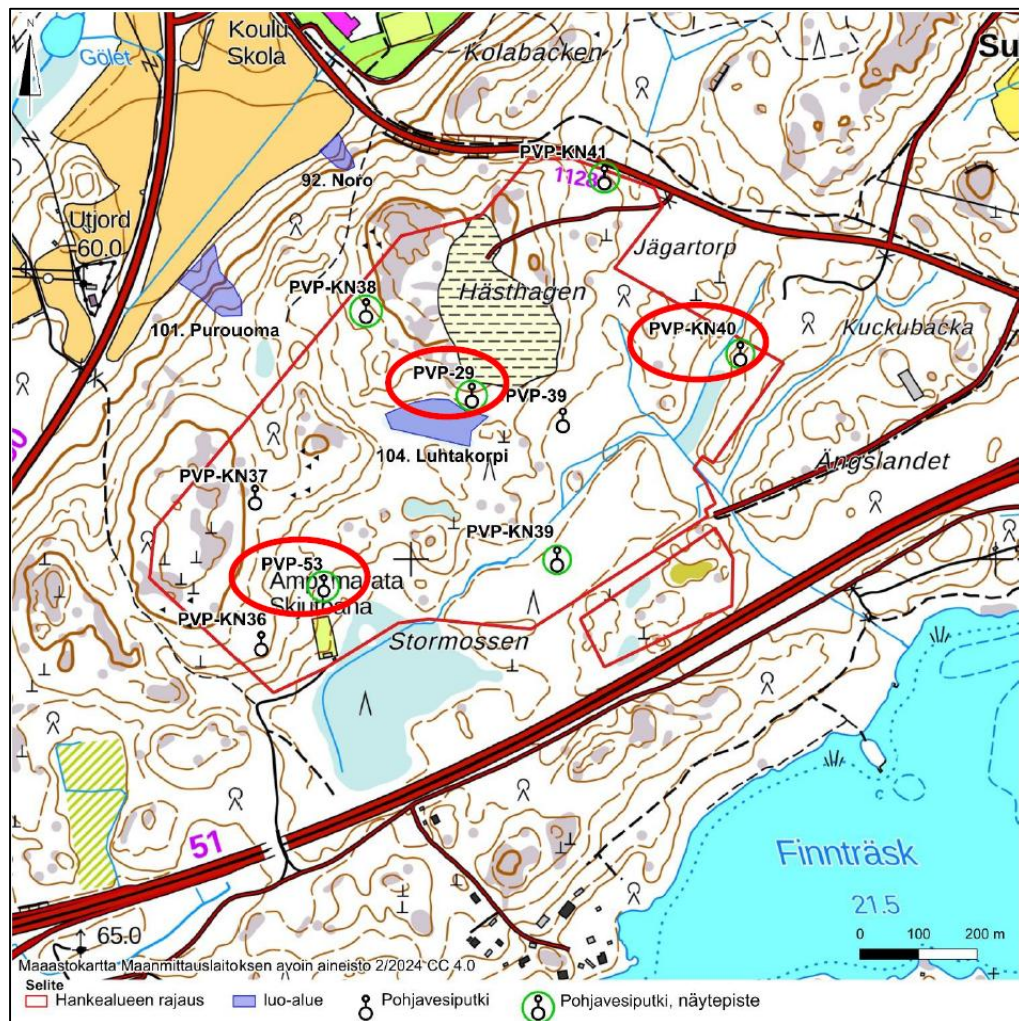 N
Koulu
Skola
Gölet
Kolabacken
Su
PVP-KN41
1128
92. Noro
Utjord
60.0
Jägartorp
PVP-KN38
Hästhagen
101. Purouoma
PVP-KN40
Kuckubacka
PVP-29
PVP-39
104. Luhtakorpi
Ängslandet
PVP-KN37
PVP-KN39
PVP-53
PVP-KN36
Stormossen
51
Finnträsk
21.5
65.0
0 100 200 m
Maaastokartta Maanmittauslaitoksen avoin aineisto 2/2024 CC 4.0
Selite
Hankealueen rajaus luo-alue Pohjavesiputki Pohjavesiputki, näytepiste